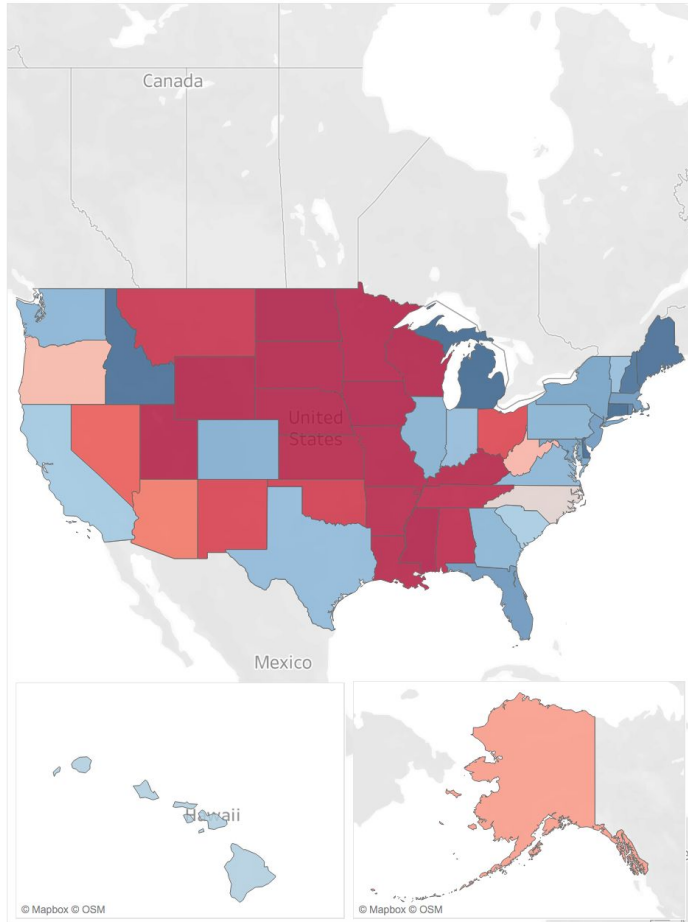 Canada
United
States
Mexico
Hawaii
© Mapbox © OSM
© Mapbox © OSM